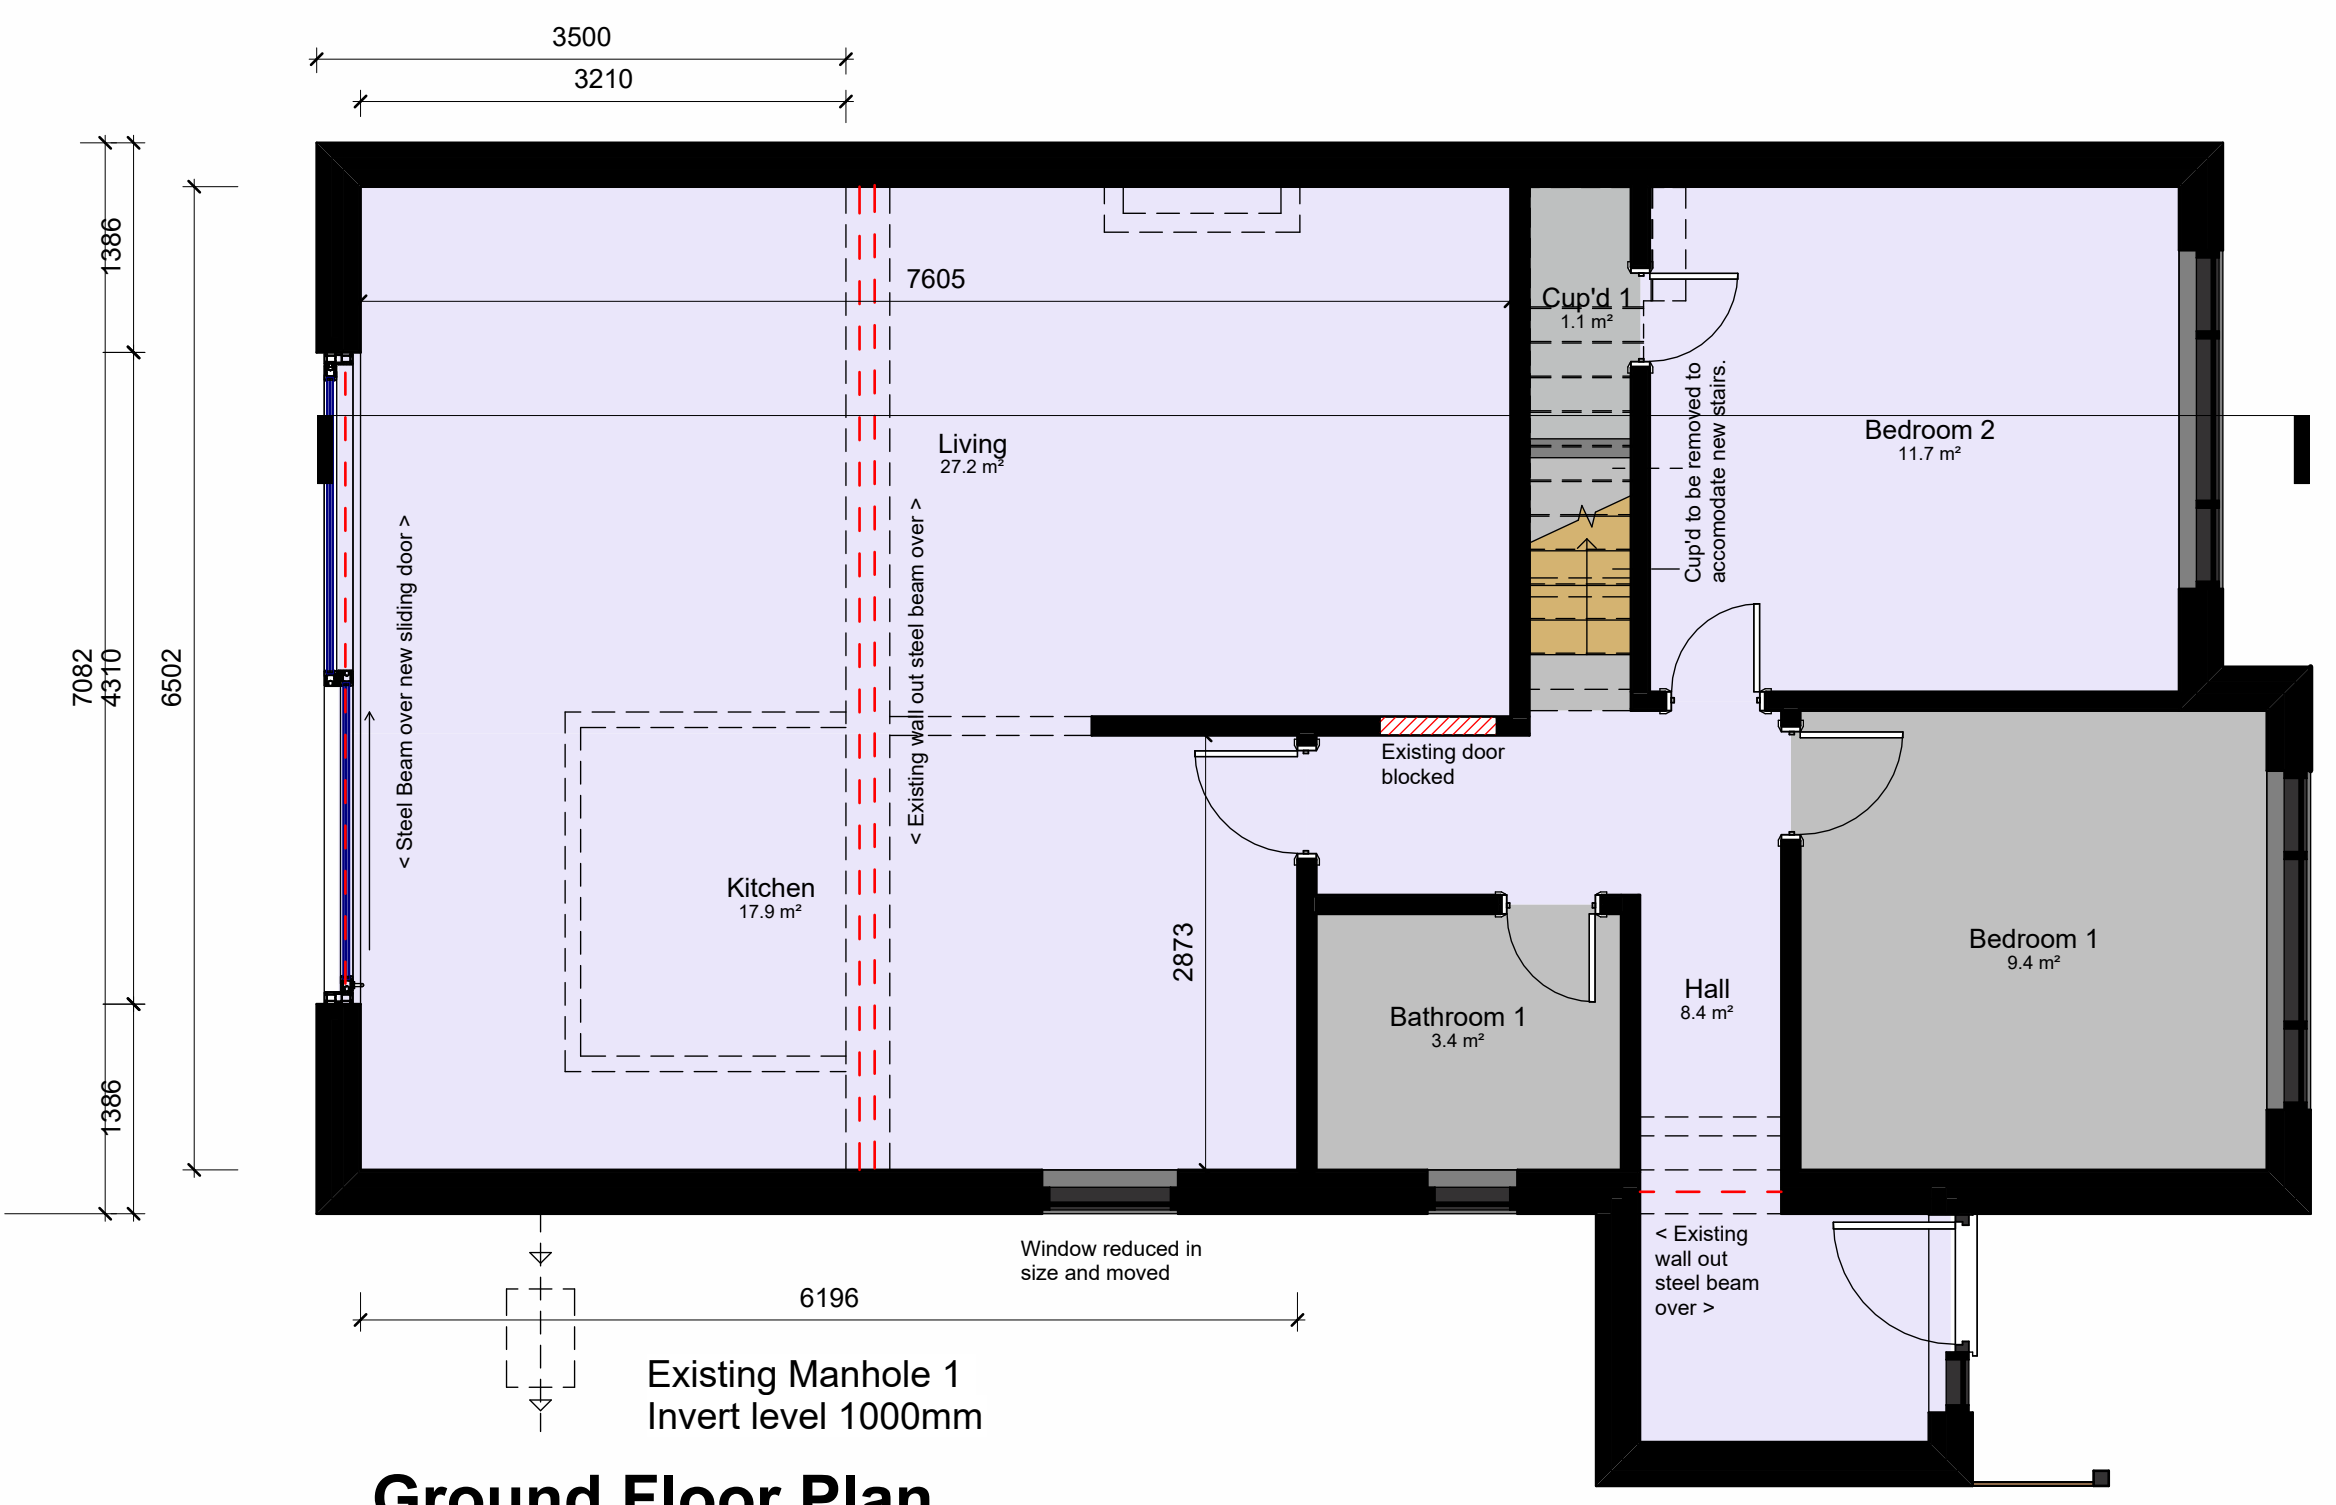 3500
3210
1386
7605
Cup'd 1
1.1 m²
Living
27.2 m²
Bedroom 2
11.7 m²
Cup'd to be removed to
accomodate new stairs.
< Steel Beam over new sliding door >
< Existing wall out steel beam over >
7082
4310
6502
Existing door
blocked
Kitchen
17.9 m²
2873
Bathroom 1
3.4 m²
Hall
8.4 m²
Bedroom 1
9.4 m²
1386
Window reduced in
size and moved
< Existing
wall out
steel beam
over >
6196
Existing Manhole 1
Invert level 1000mm
Ground Floor Plan